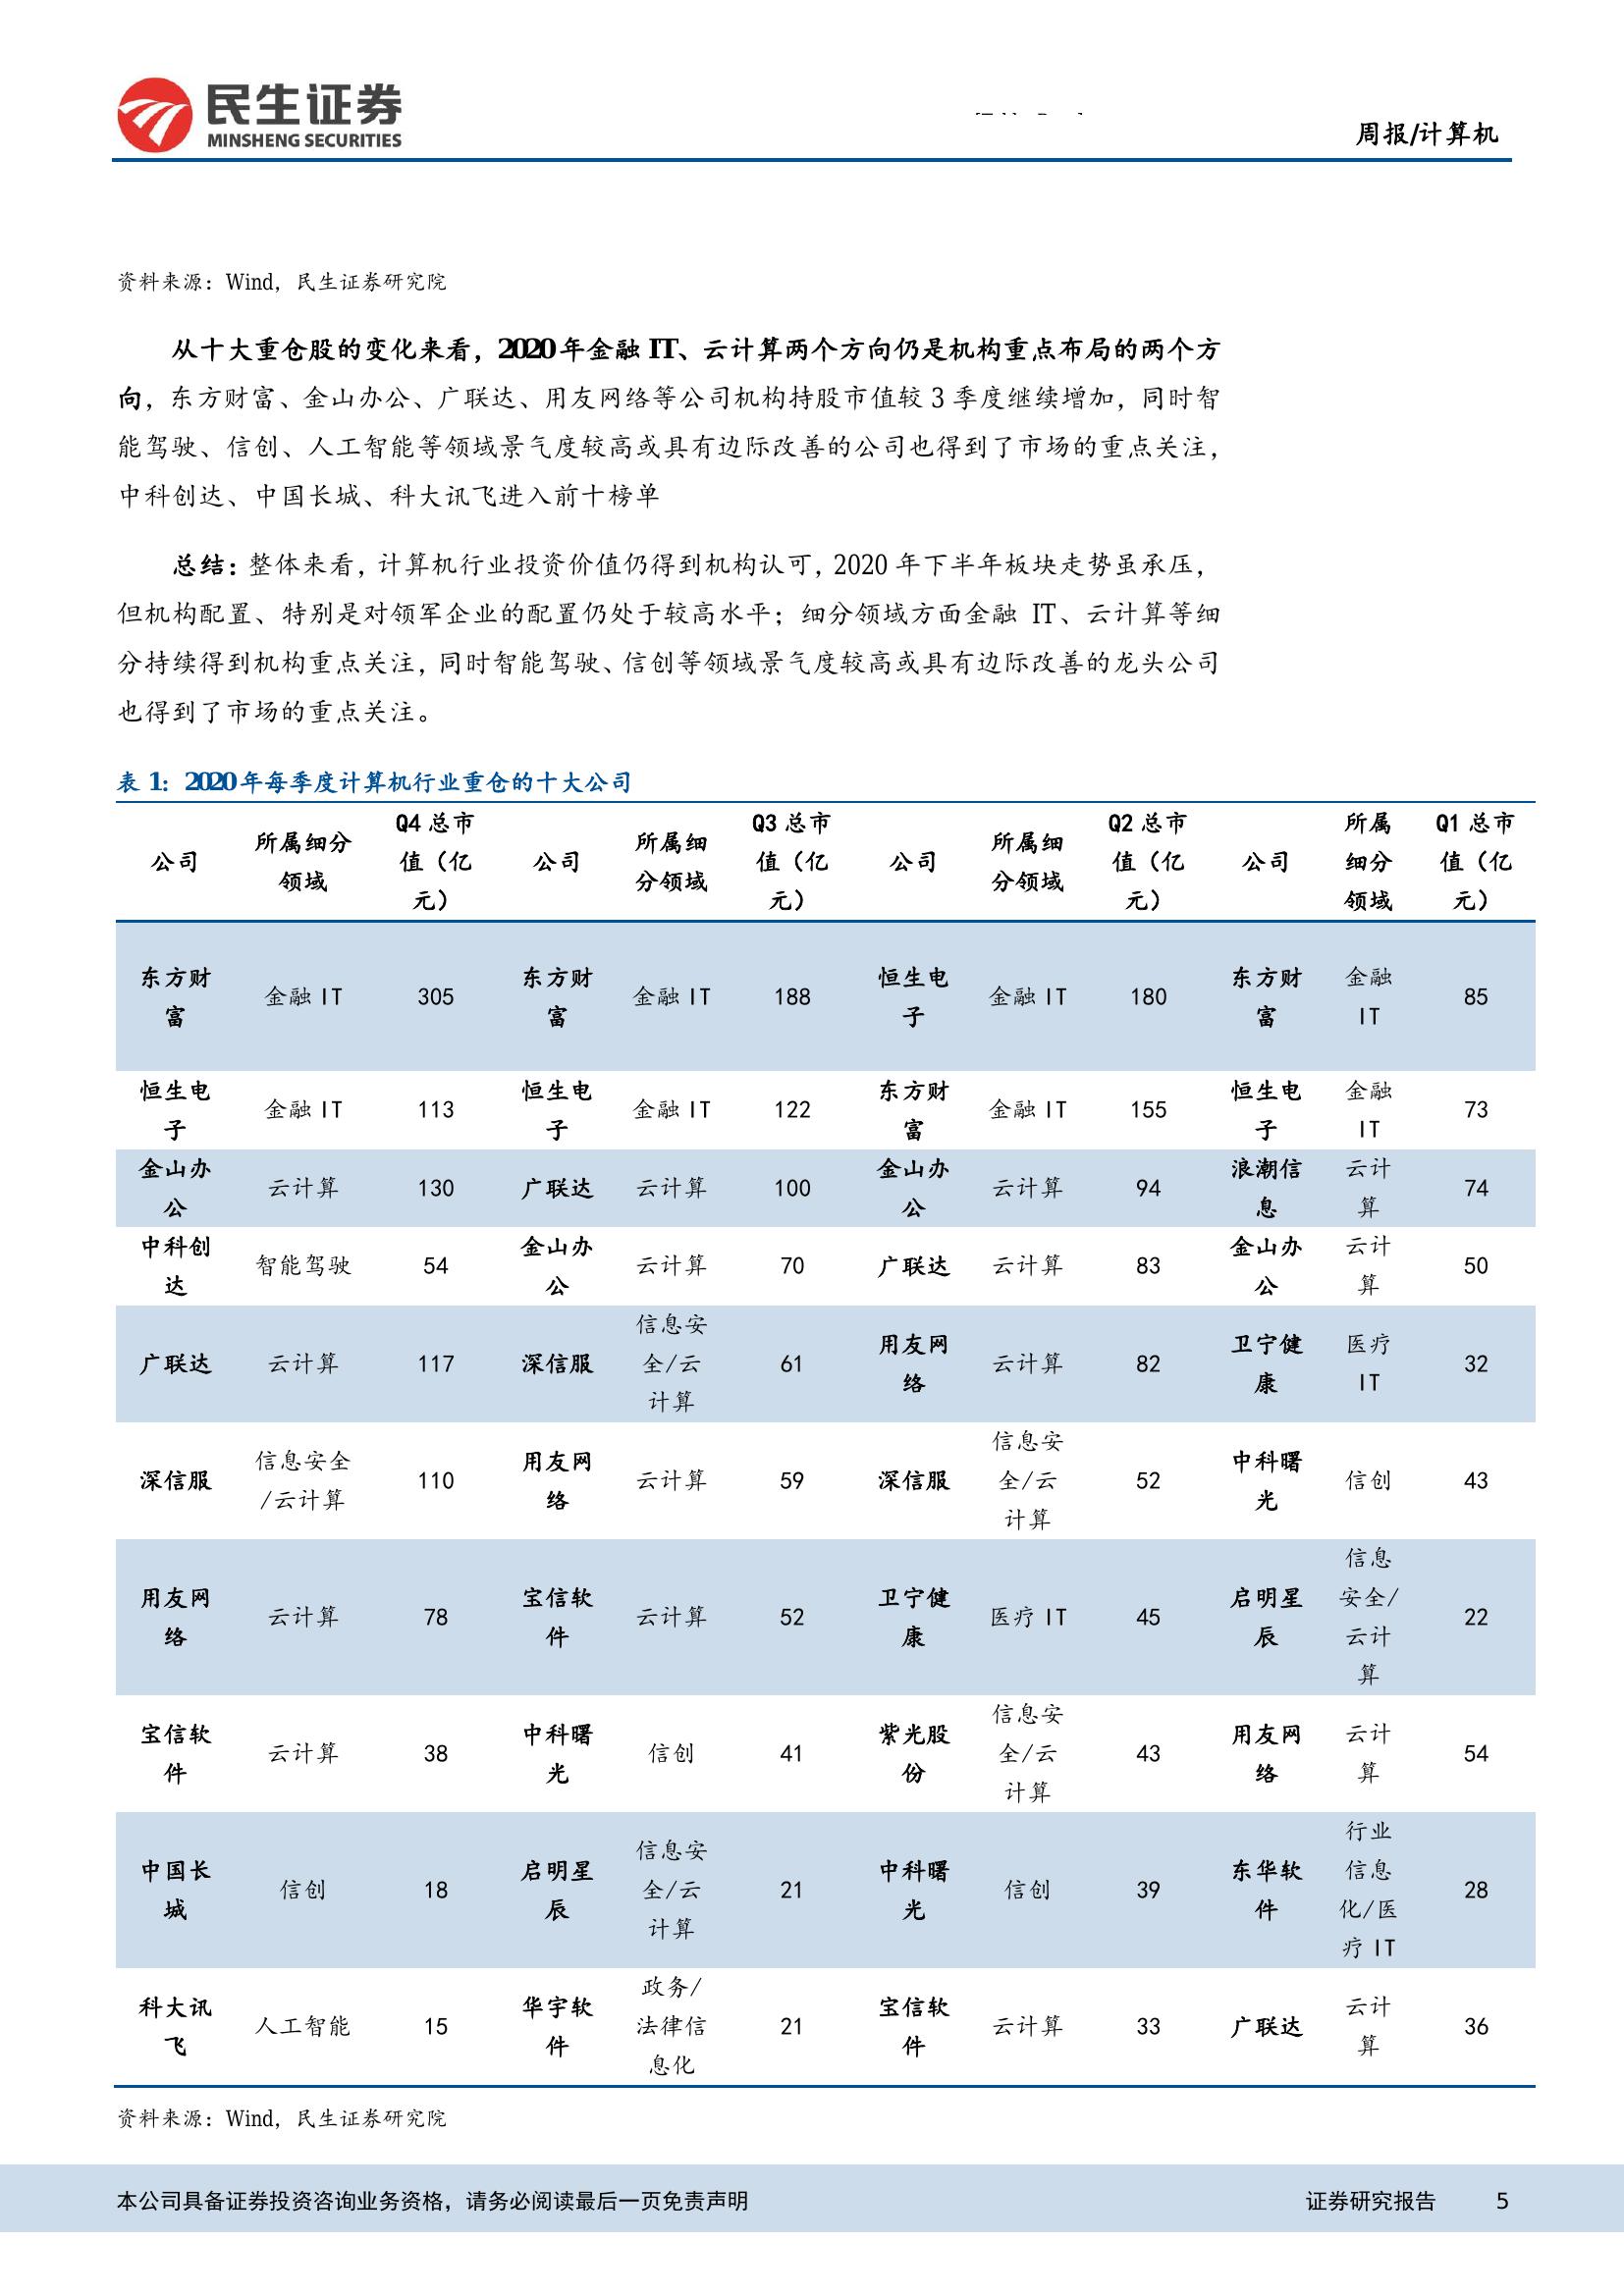 民生证券
MINSHENG SECURITIES
周报/计算机
资料来源：Wind，民生证券研究院
从十大重仓股的变化来看，2020年金融 IT、云计算两个方向仍是机构重点布局的两个方
向，东方财富、金山办公、广联达、用友网络等公司机构持股市值较 3 季度继续增加，同时智
能驾驶、信创、人工智能等领域景气度较高或具有边际改善的公司也得到了市场的重点关注，
中科创达、中国长城、科大讯飞进入前十榜单
总结：整体来看，计算机行业投资价值仍得到机构认可，2020 年下半年板块走势虽承压，
但机构配置、特别是对领军企业的配置仍处于较高水平；细分领域方面金融 IT、云计算等细
分持续得到机构重点关注，同时智能驾驶、信创等领域景气度较高或具有边际改善的龙头公司
也得到了市场的重点关注。
表 1：2020年每季度计算机行业重仓的十大公司
公司 所属细分领域 Q4 总市值（亿元） 公司 所属细分领域 Q3 总市值（亿元） 公司 所属细分领域 Q2 总市值（亿元） 公司 所属细分领域 Q1 总市值（亿元）
东方财富 金融 IT 305 东方财富 金融 IT 188 恒生电子 金融 IT 180 东方财富 金融 IT 85
恒生电子 金融 IT 113 恒生电子 金融 IT 122 东方财富 金融 IT 155 恒生电子 金融 IT 73
金山办公 云计算 130 广联达 云计算 100 金山办公 云计算 94 浪潮信息 云计算 74
中科创达 智能驾驶 54 金山办公 云计算 70 广联达 云计算 83 金山办公 云计算 50
广联达 云计算 117 深信服 信息安全/云计算 61 用友网络 云计算 82 卫宁健康 医疗 IT 32
深信服 信息安全/云计算 110 用友网络 云计算 59 深信服 信息安全/云计算 52 中科曙光 信创 43
用友网络 云计算 78 宝信软件 云计算 52 卫宁健康 医疗 IT 45 启明星辰 信息安全/云计算 22
宝信软件 云计算 38 中科曙光 信创 41 紫光股份 信息安全/云计算 43 用友网络 云计算 54
中国长城 信创 18 启明星辰 信息安全/云计算 21 中科曙光 信创 39 东华软件 行业信息化/医疗 IT 28
科大讯飞 人工智能 15 华宇软件 政务/法律信息化 21 宝信软件 云计算 33 广联达 云计算 36
资料来源：Wind，民生证券研究院
本公司具备证券投资咨询业务资格，请务必阅读最后一页免责声明 证券研究报告 5